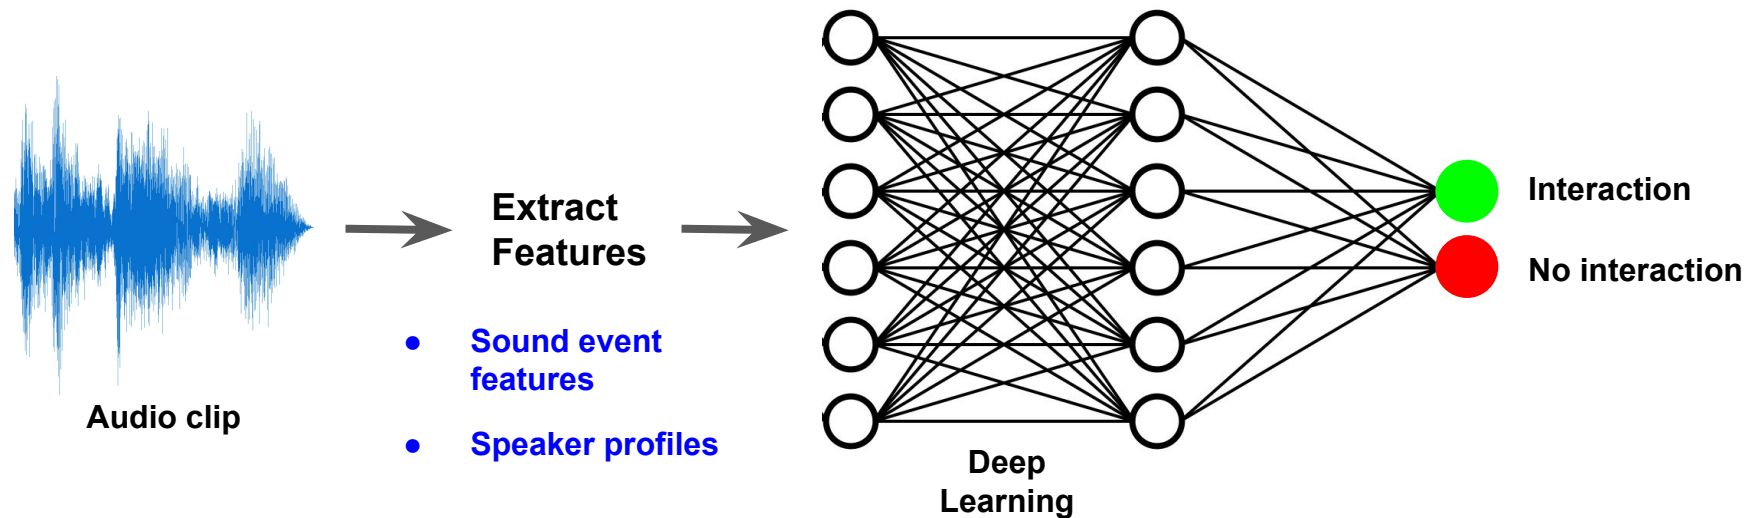 Audio clip
Extract
Features
● Sound event
features
● Speaker profiles
Deep
Learning
Interaction
No interaction